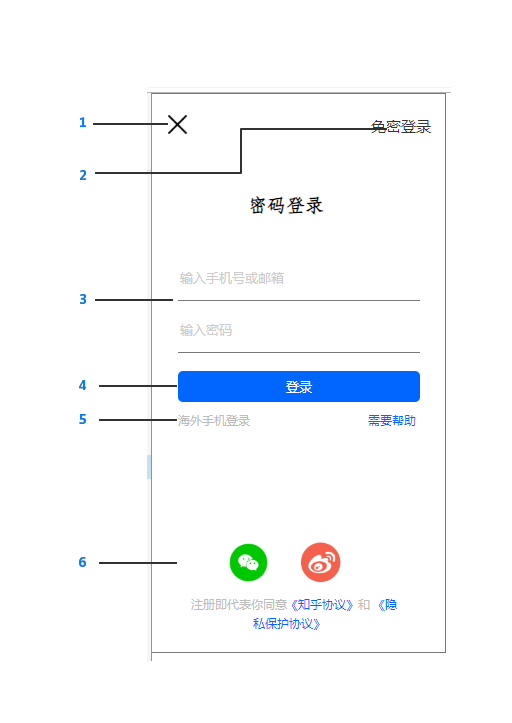 1
免密登录
2
密码登录
输入手机号或邮箱
3
输入密码
4
登录
5
海外手机登录 需要帮助
6
注册即代表你同意《知乎协议》和《隐
私保护协议》